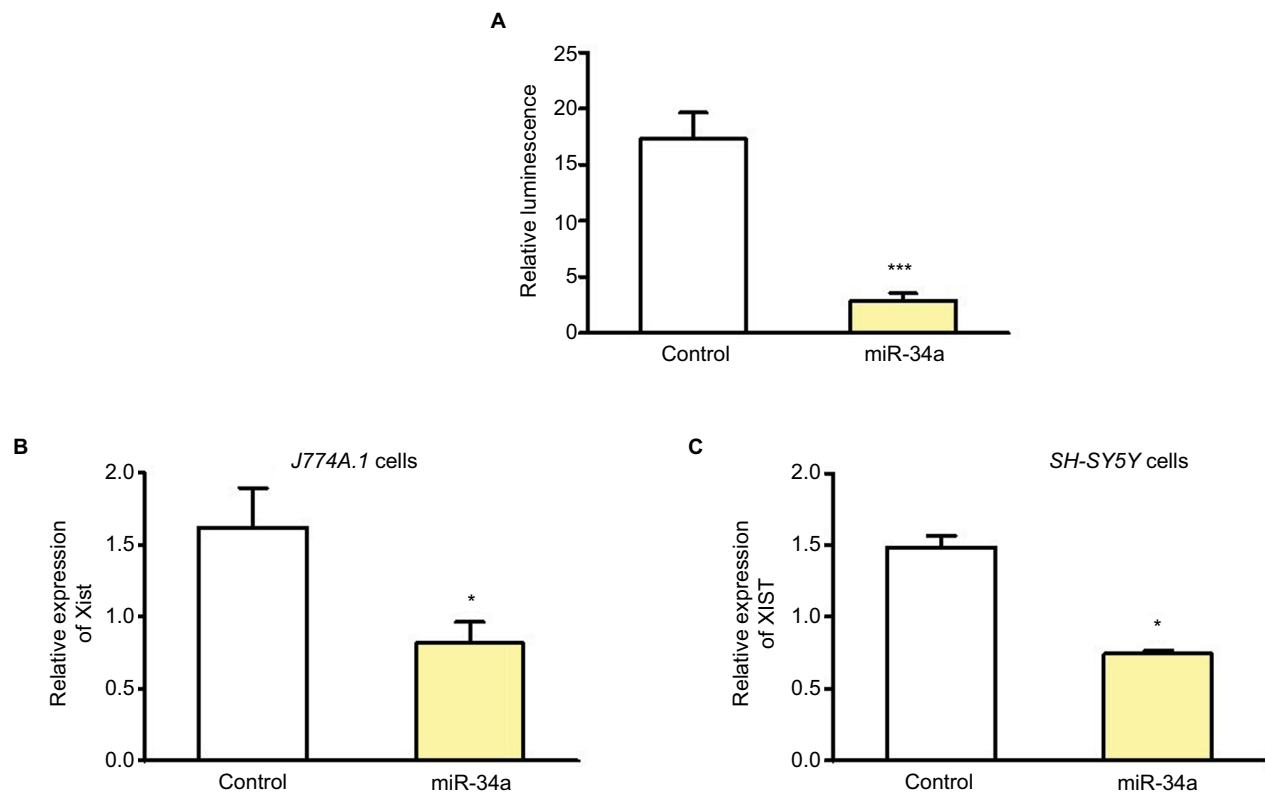 A
Relative luminescence
25
20
15
10
5
0
***
Control
miR-34a
B
J774A.1 cells
Relative expression
of Xist
2.0
1.5
1.0
0.5
0.0
*
Control
miR-34a
C
SH-SY5Y cells
Relative expression
of XIST
2.0
1.5
1.0
0.5
0.0
*
Control
miR-34a